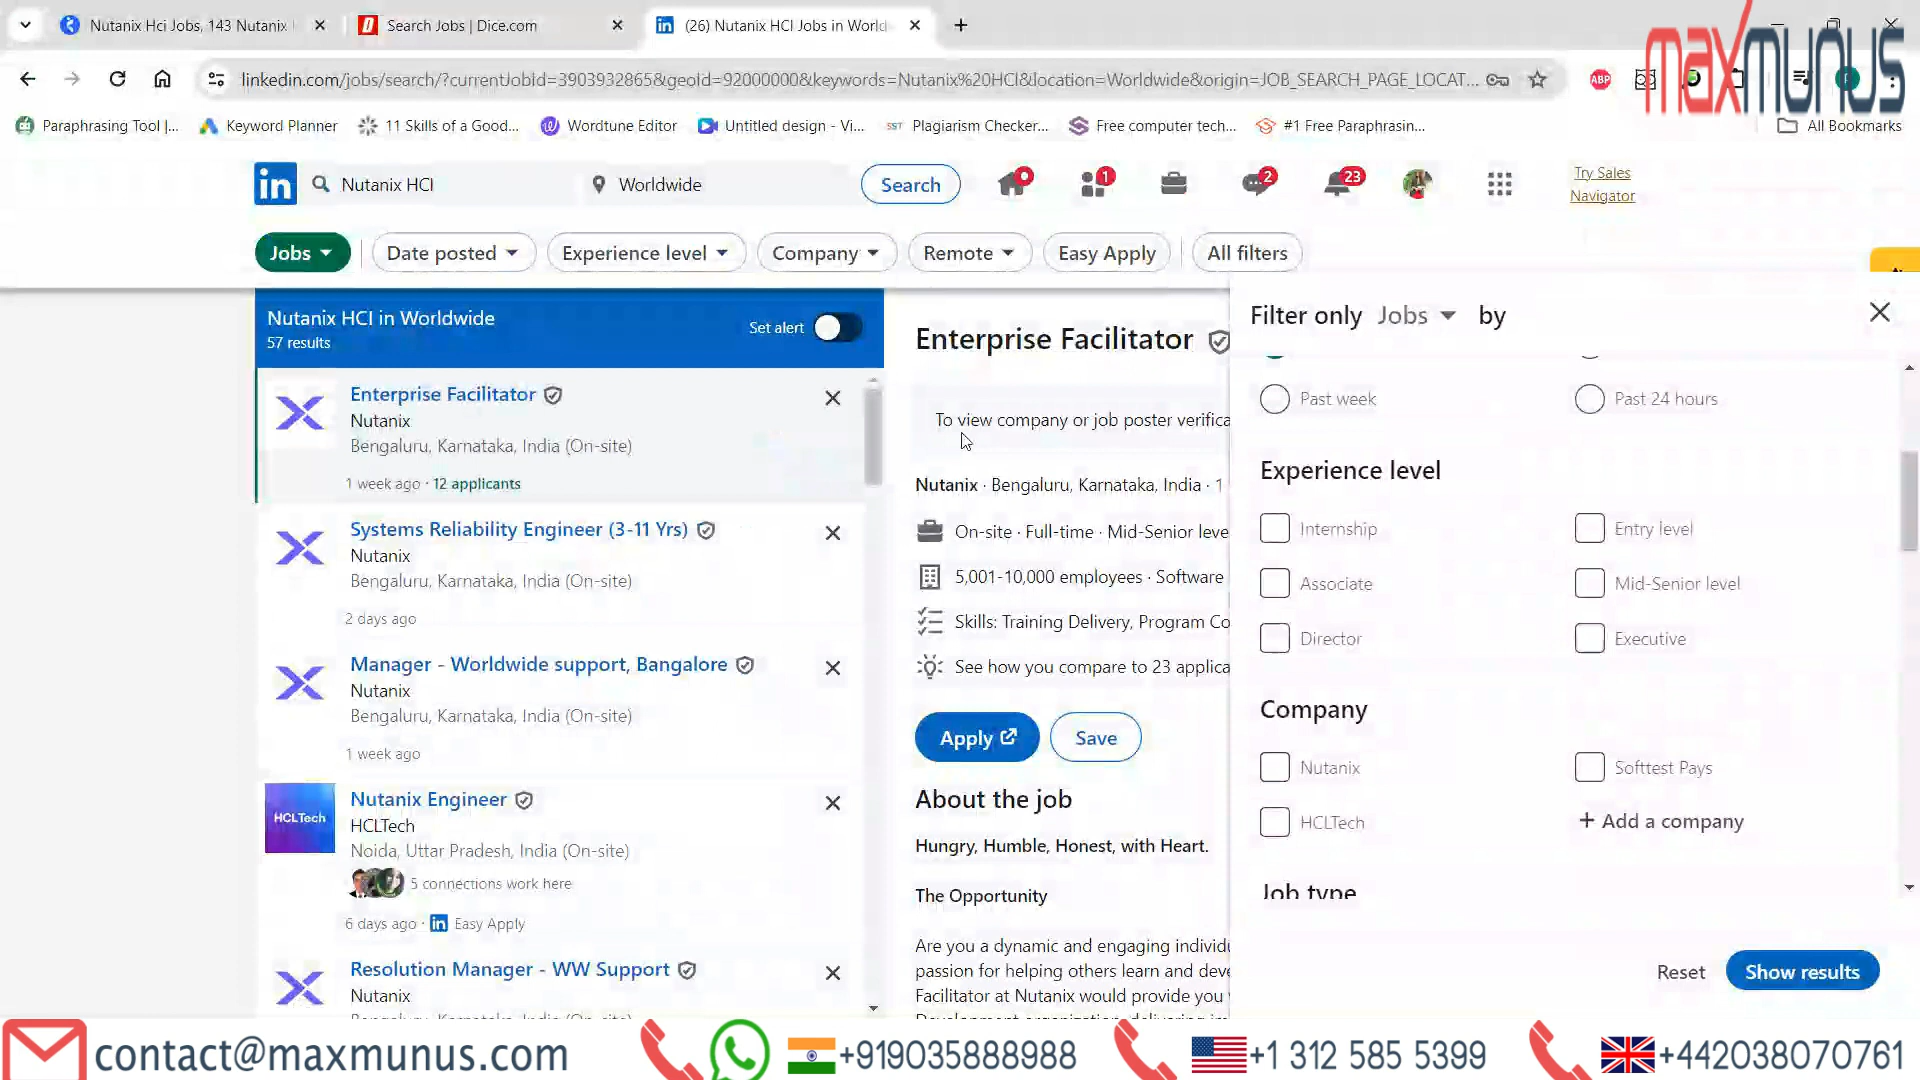 Nutanix Hci Jobs, 143 Nutanix
Search Jobs | Dice.com
(26) Nutanix HCI Jobs in World
maxmunus
linkedin.com/jobs/search/?currentJobId=3903932865&geoId=92000000&keywords=Nutanix%20HCI&location=Worldwide&origin=JOB_SEARCH_PAGE_LOCAT...
ABP
Paraphrasing Tool |...
Keyword Planner
11 Skills of a Good...
Wordtune Editor
Untitled design - Vi...
SST
Plagiarism Checker...
Free computer tech...
#1 Free Paraphrasin...
All Bookmarks
in
Nutanix HCI
Worldwide
Search
1
2
23
Try Sales
Navigator
Jobs
Date posted
Experience level
Company
Remote
Easy Apply
All filters
Nutanix HCI in Worldwide
57 results
Set alert
Enterprise Facilitator
Nutanix
Bengaluru, Karnataka, India (On-site)
1 week ago · 12 applicants
Systems Reliability Engineer (3-11 Yrs)
Nutanix
Bengaluru, Karnataka, India (On-site)
2 days ago
Manager - Worldwide support, Bangalore
Nutanix
Bengaluru, Karnataka, India (On-site)
1 week ago
HCLTech
Nutanix Engineer
HCLTech
Noida, Uttar Pradesh, India (On-site)
5 connections work here
6 days ago · in Easy Apply
Resolution Manager - WW Support
Nutanix
Enterprise Facilitator
To view company or job poster verifica
Nutanix · Bengaluru, Karnataka, India · 1
On-site · Full-time · Mid-Senior leve
5,001-10,000 employees · Software
Skills: Training Delivery, Program Co
See how you compare to 23 applica
Apply
Save
About the job
Hungry, Humble, Honest, with Heart.
The Opportunity
Are you a dynamic and engaging individu
passion for helping others learn and deve
Facilitator at Nutanix would provide you
Filter only Jobs by
Past week
Past 24 hours
Experience level
Internship
Entry level
Associate
Mid-Senior level
Director
Executive
Company
Nutanix
Softtest Pays
HCLTech
+ Add a company
Job type
Reset
Show results
contact@maxmunus.com
+919035888988
+1 312 585 5399
+442038070761